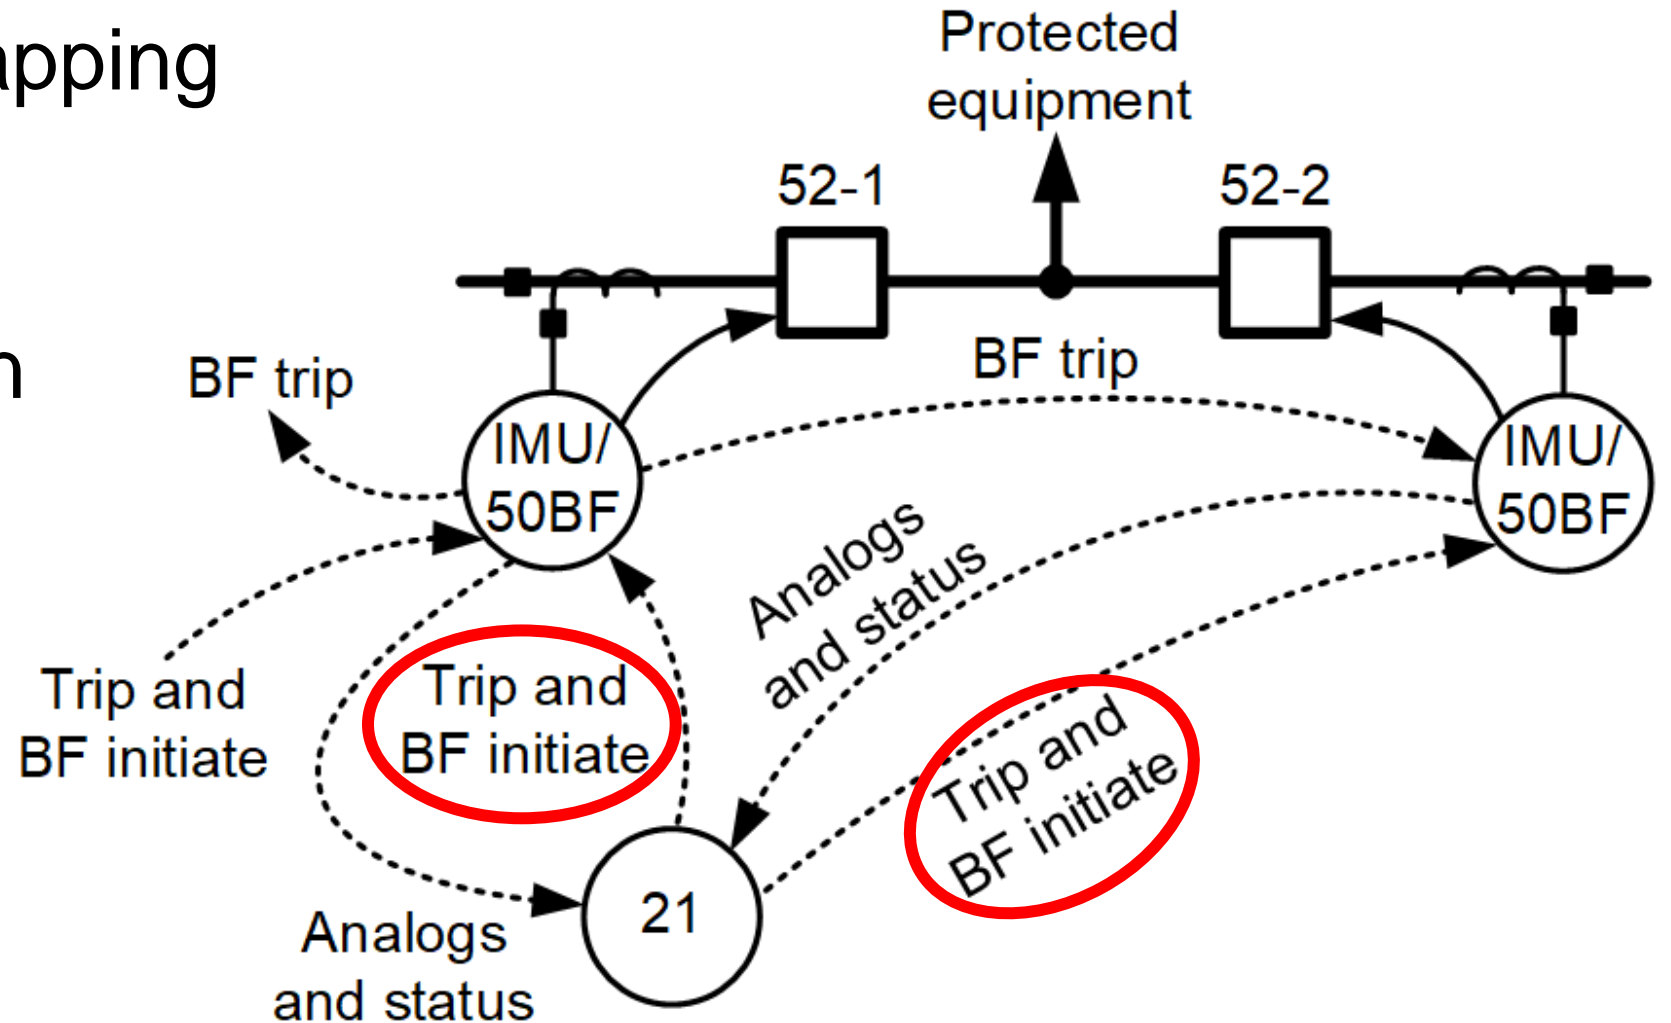 apping
n
Protected
equipment
52-1
52-2
BF trip
BF trip
IMU/
50BF
IMU/
50BF
Analogs
and status
Trip and
BF initiate
Trip and
BF initiate
Trip and
BF initiate
21
Analogs
and status